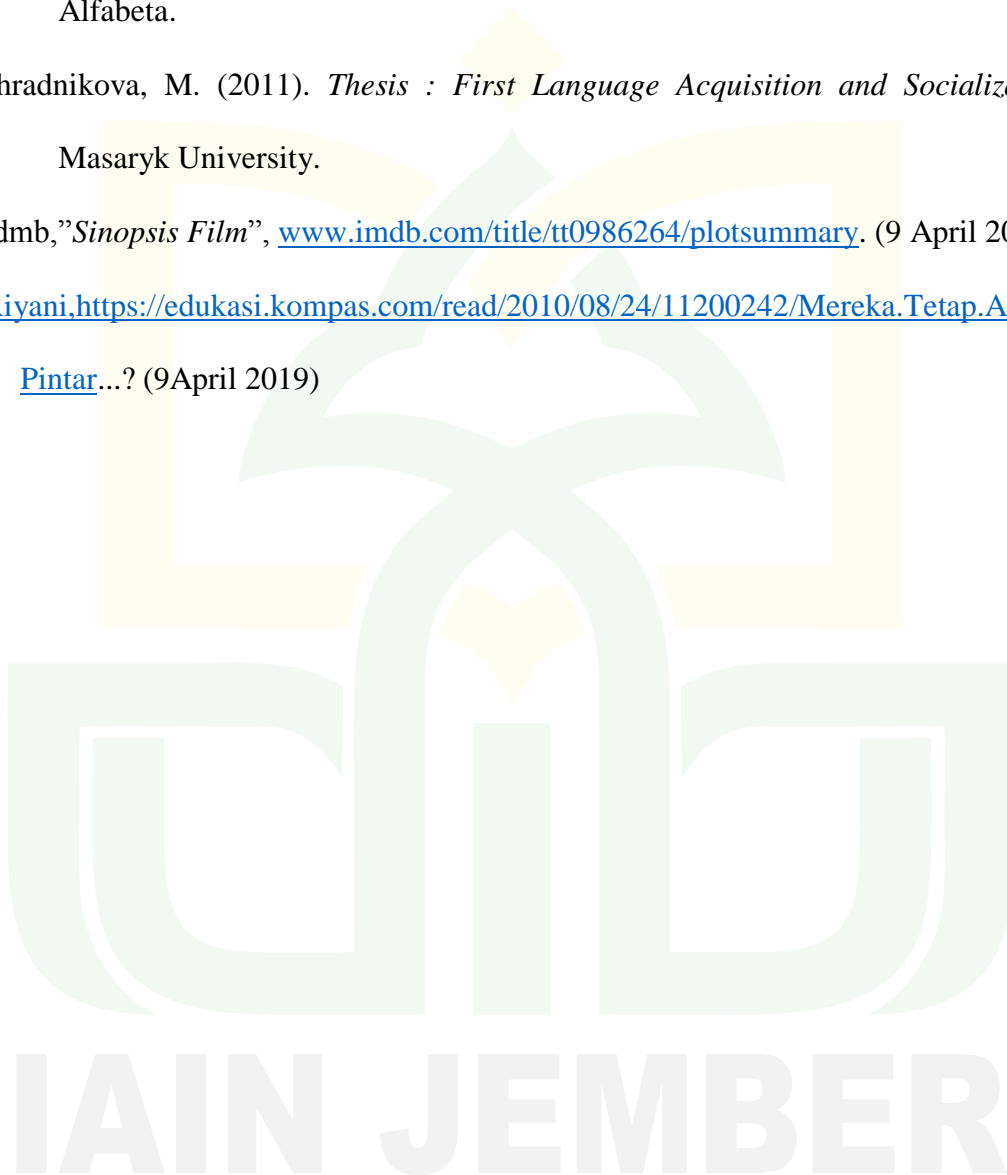 Alfabeta.
hradnikova, M. (2011). Thesis : First Language Acquisition and Socializa
Masaryk University.
dmb,”Sinopsis Film”, www.imdb.com/title/tt0986264/plotsummary. (9 April 20
iyani,https://edukasi.kompas.com/read/2010/08/24/11200242/Mereka.Tetap.A
Pintar...? (9April 2019)
IAIN JEMBER